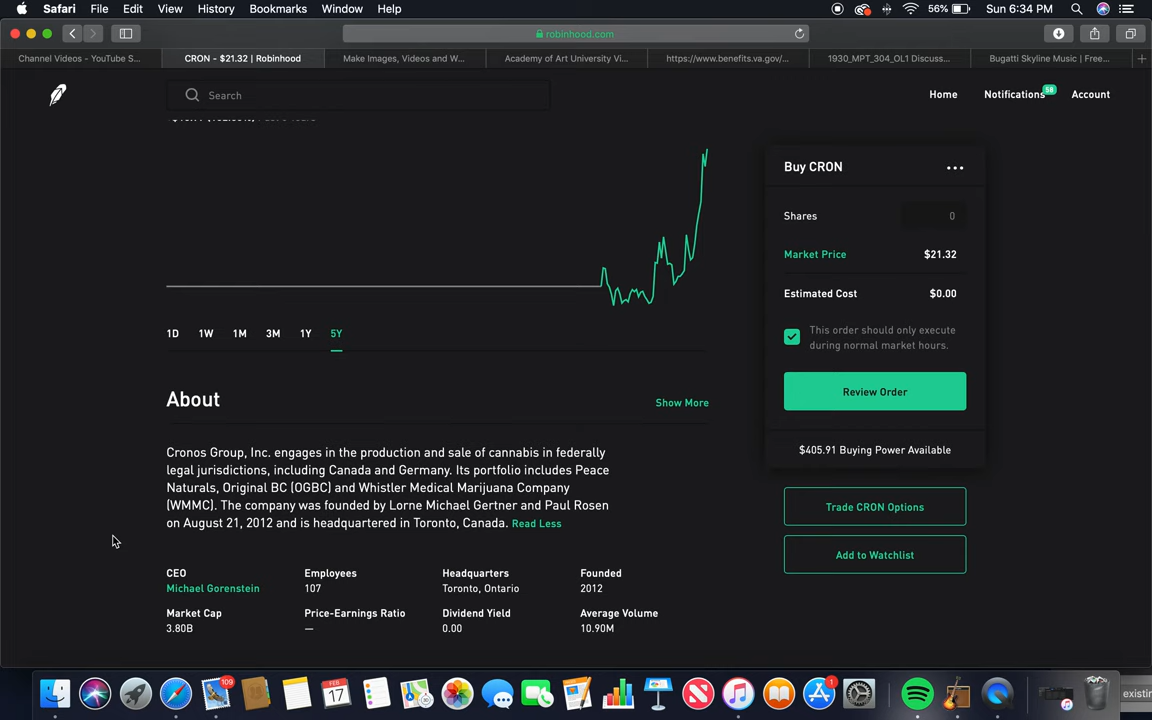 Safari File Edit View History Bookmarks Window Help 56% Sun 6:34 PM
robinhood.com
Channel Videos - YouTube S... CRON - $21.32 | Robinhood Make Images, Videos and W... Academy of Art University Vi... https://www.benefits.va.gov/... 1930_MPT_304_OL1 Discuss... Bugatti Skyline Music | Free...
Search Home Notifications 58 Account
Buy CRON
Shares 0
Market Price $21.32
Estimated Cost $0.00
This order should only execute
during normal market hours.
Review Order
$405.91 Buying Power Available
Trade CRON Options
Add to Watchlist
1D 1W 1M 3M 1Y 5Y
About Show More
Cronos Group, Inc. engages in the production and sale of cannabis in federally
legal jurisdictions, including Canada and Germany. Its portfolio includes Peace
Naturals, Original BC (OGBC) and Whistler Medical Marijuana Company
(WMMC). The company was founded by Lorne Michael Gertner and Paul Rosen
on August 21, 2012 and is headquartered in Toronto, Canada. Read Less
CEO Employees Headquarters Founded
Michael Gorenstein 107 Toronto, Ontario 2012
Market Cap Price-Earnings Ratio Dividend Yield Average Volume
3.80B — 0.00 10.90M
109 FEB 17 1 existin